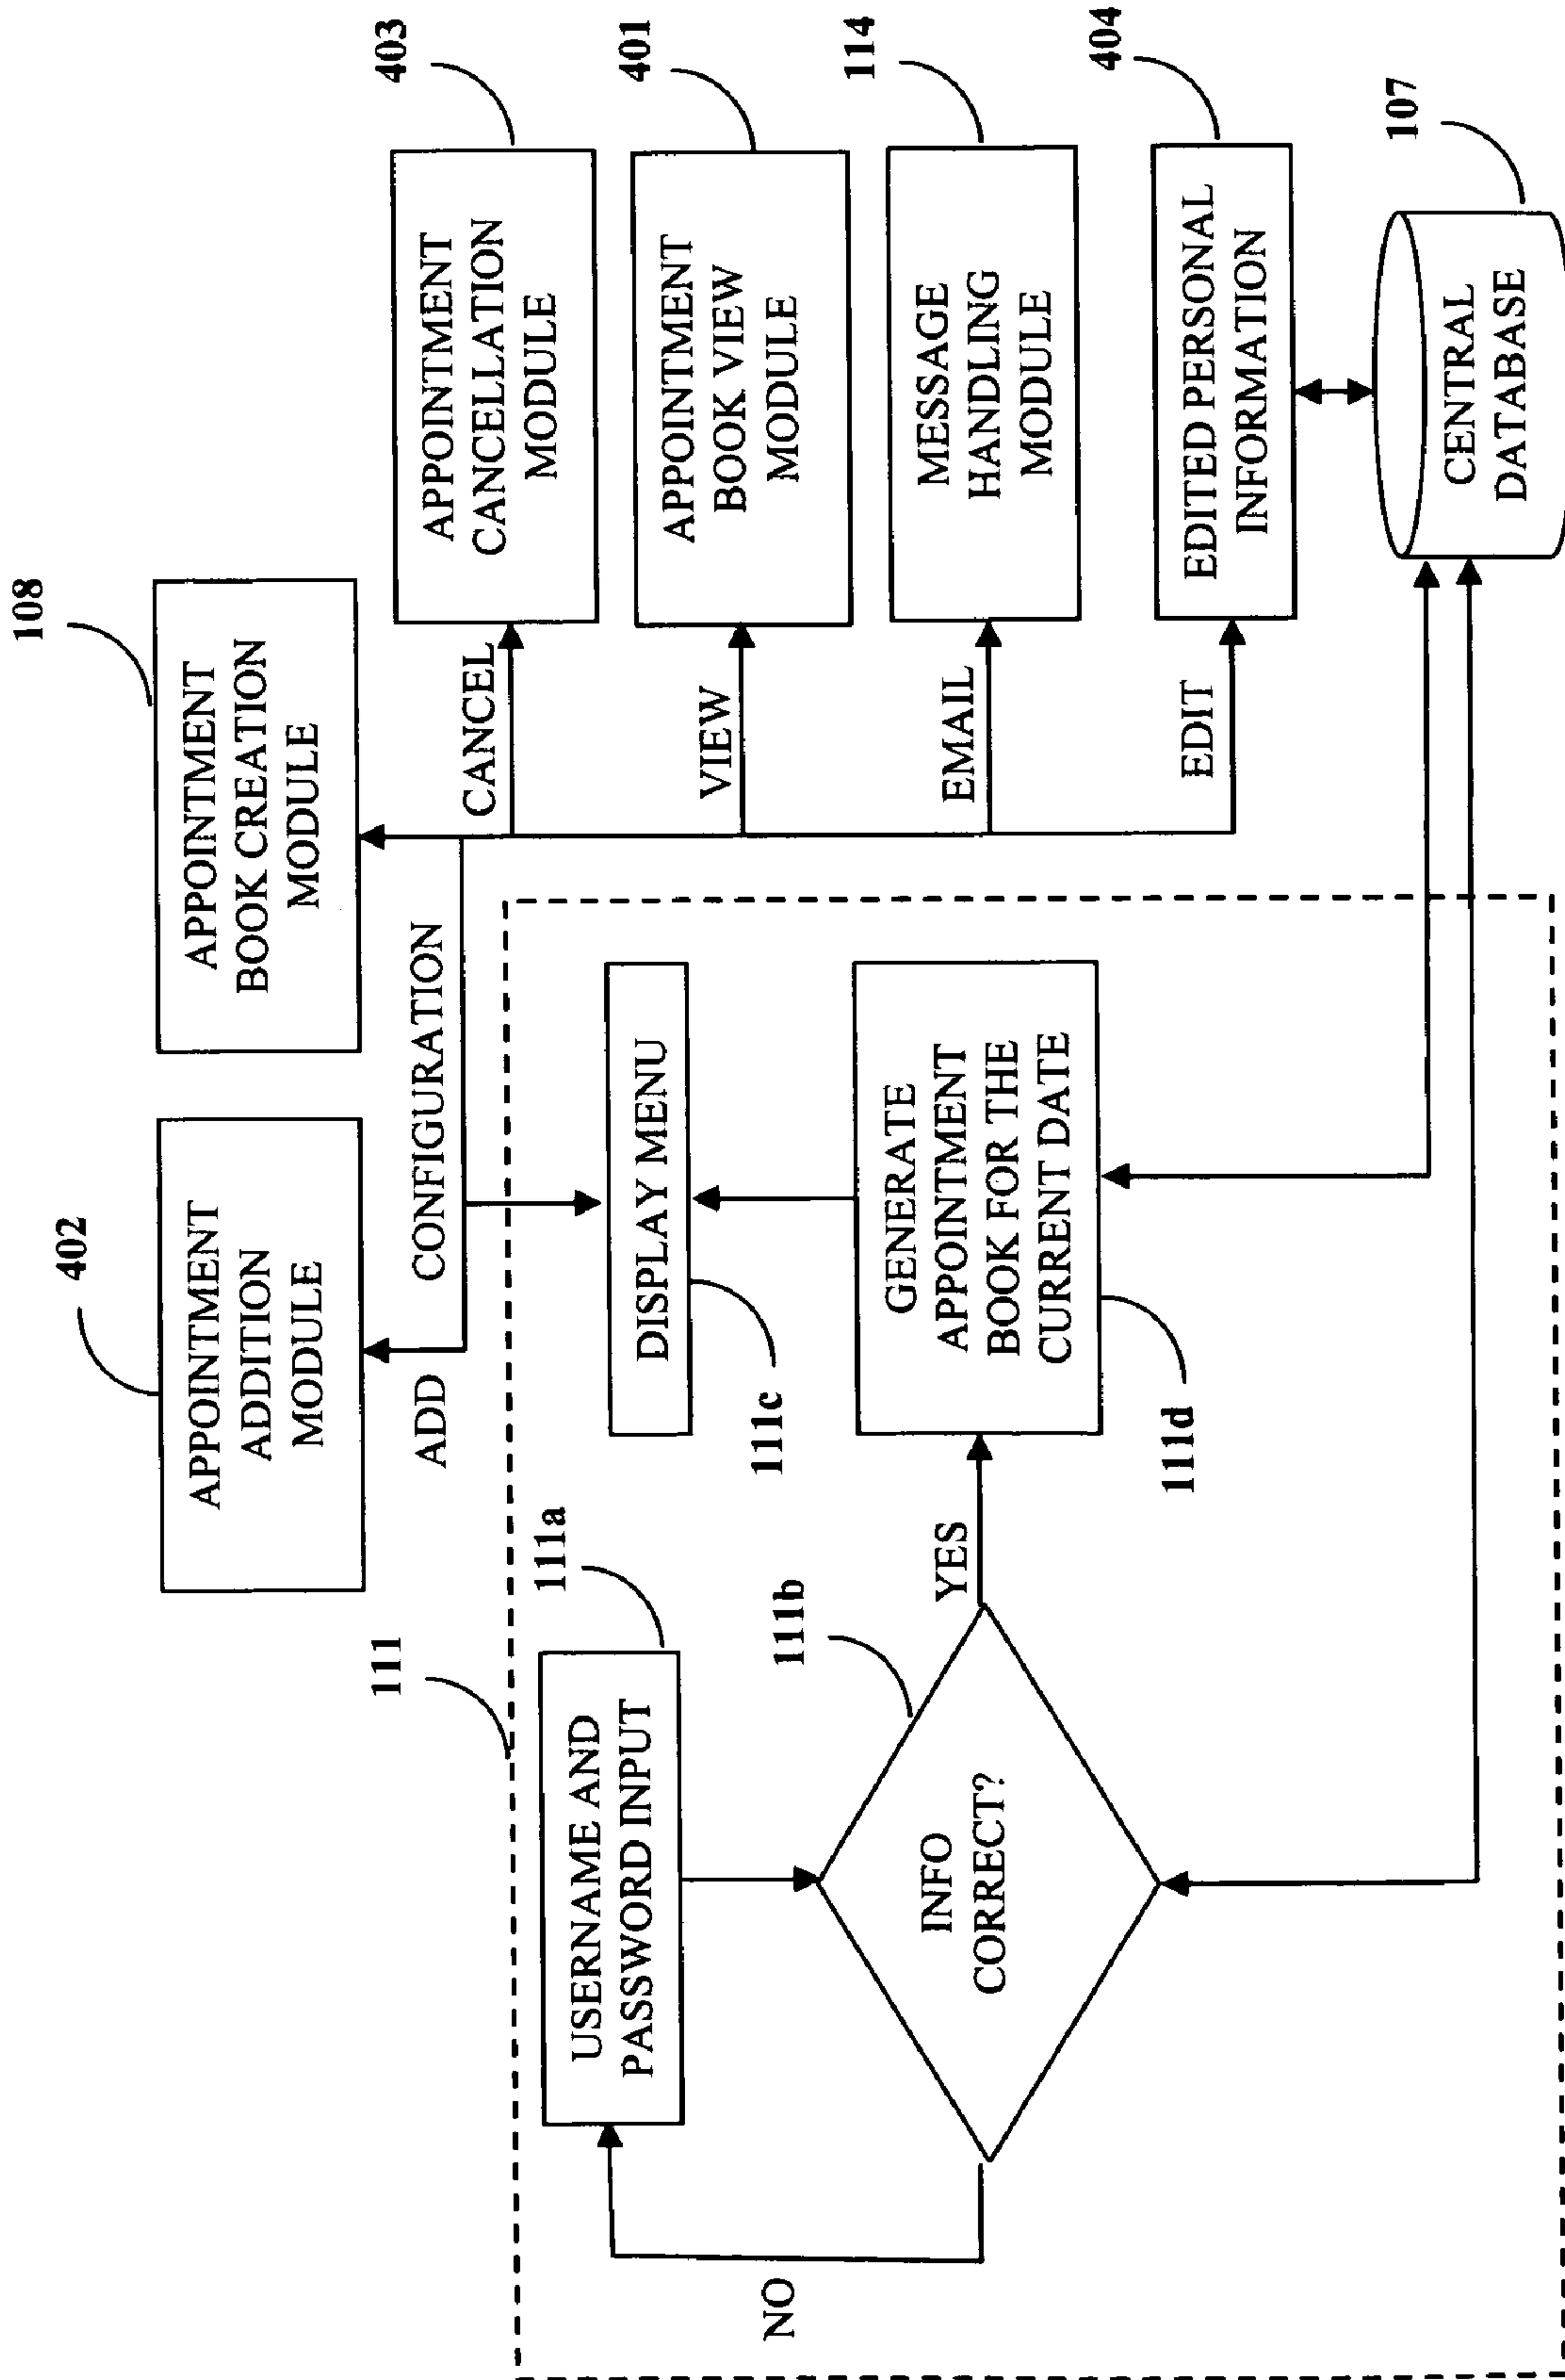 108
402
APPOINTMENT
ADDITION
MODULE
APPOINTMENT
BOOK CREATION
MODULE
403
APPOINTMENT
CANCELLATION
MODULE
CONFIGURATION
ADD
CANCEL
111
111a
USERNAME AND
PASSWORD INPUT
DISPLAY MENU
111c
401
APPOINTMENT
BOOK VIEW
MODULE
VIEW
NO
111b
INFO
CORRECT?
YES
GENERATE
APPOINTMENT
BOOK FOR THE
CURRENT DATE
111d
114
MESSAGE
HANDLING
MODULE
EMAIL
404
EDITED PERSONAL
INFORMATION
EDIT
107
CENTRAL
DATABASE